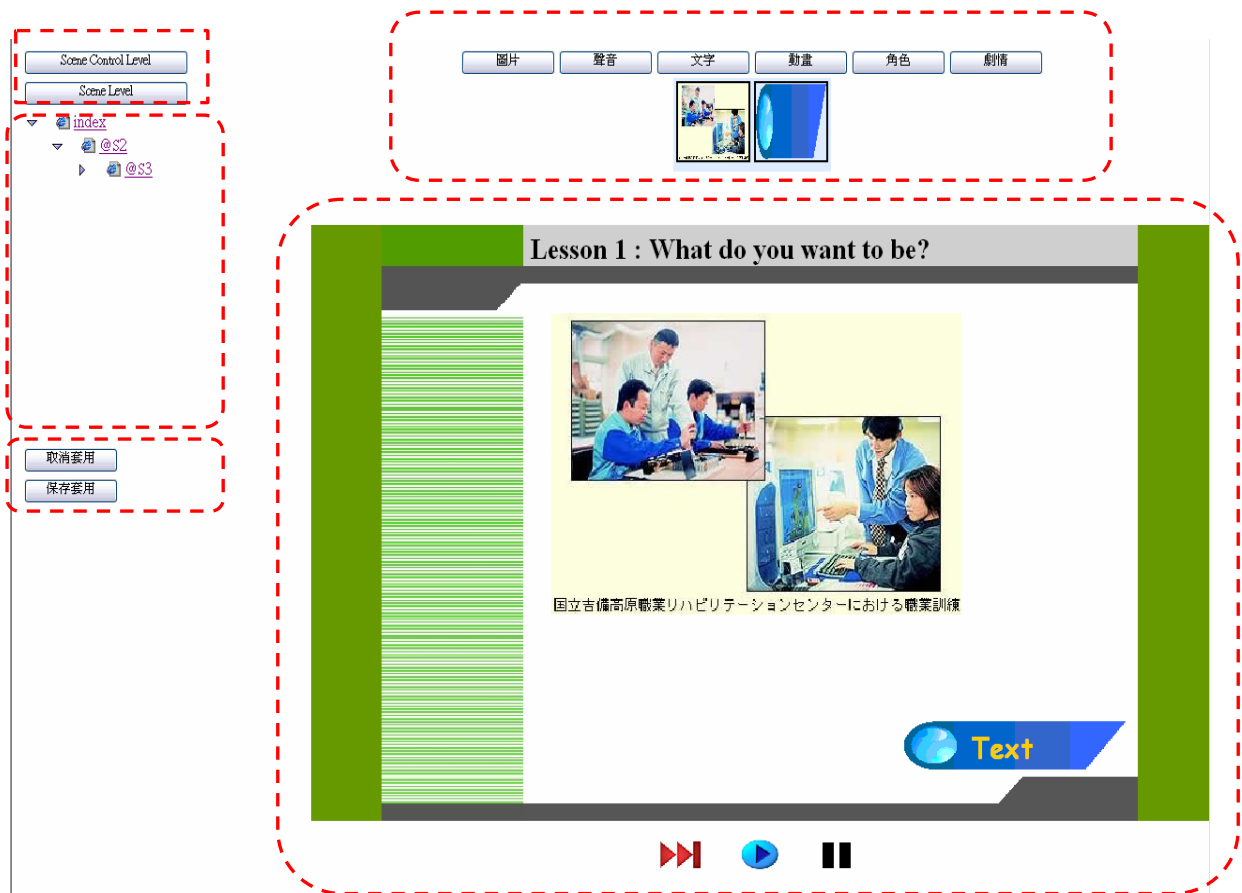 Scene Control Level
Scene Level
index
@S2
@S3
取消套用
保存套用
圖片 聲音 文字 動畫 角色 劇情
Lesson 1 : What do you want to be?
国立吉備高原職業リハビリテーションセンターにおける職業訓練
Text